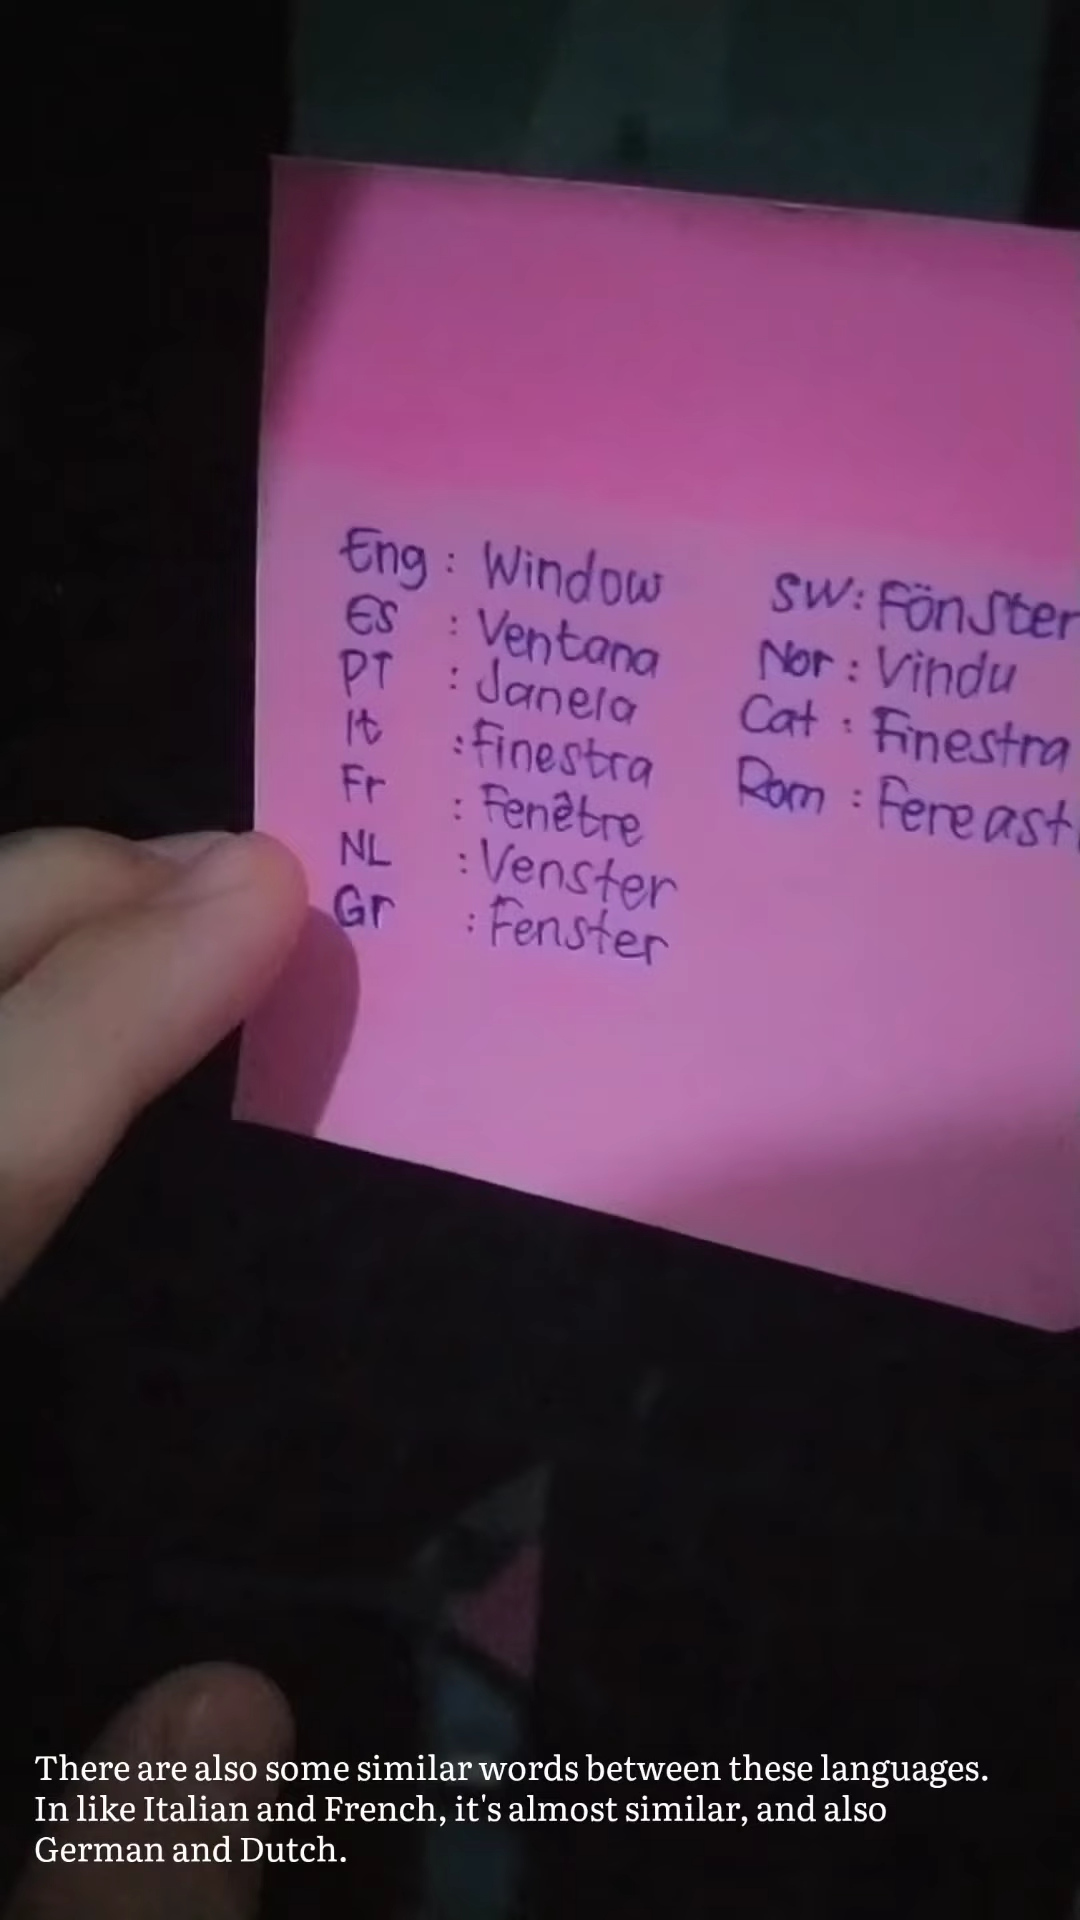 Eng : Window
ES : Ventana
PT : Janela
It : Finestra
Fr : Fenêtre
NL : Venster
Gr : Fenster
SW : Fönster
Nor : Vindu
Cat : Finestra
Rom :
There are also some similar words between these languages.
In like Italian and French, it's almost similar, and also
German and Dutch.